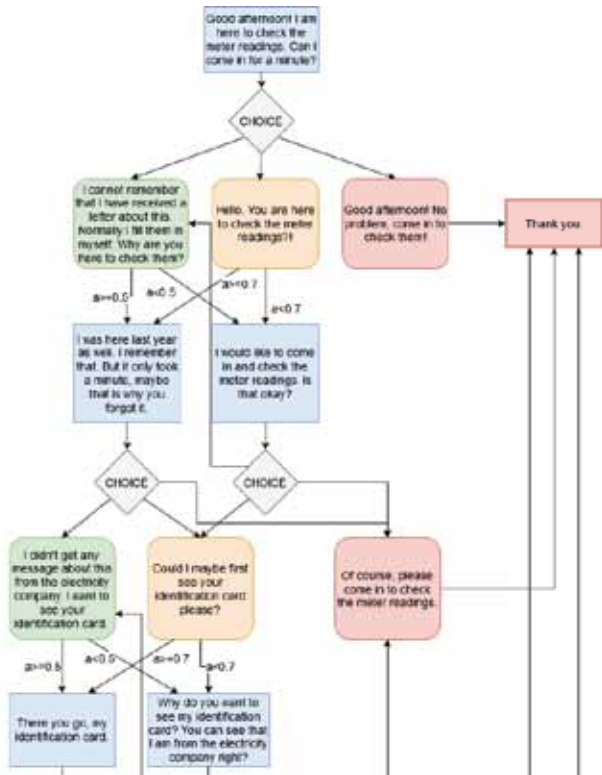 Good afternoon! I am
here to check the
meter readings. Can I
come in for a minute?
CHOICE
I cannot remember
that I have received a
letter about this.
Normally I fill them in
myself. Why are you
here to check them?
Hello. You are here
to check the meter
readings?!
Good afternoon! No
problem, come in to
check them!
Thank you
a>=0.5
a<0.5
a>=0.7
a<0.7
I was here last year
as well. I remember
that. But it only took
a minute, maybe
that is why you
forgot it.
I would like to come
in and check the
meter readings. Is
that okay?
CHOICE
CHOICE
I didn't get any
message about this
from the electricity
company. I want to
see your
identification card.
Could I maybe first
see your
identification card
please?
Of course, please
come in to check
the meter readings.
a>=0.5
a<0.5
a>=0.7
a<0.7
There you go, my
identification card.
Why do you want to
see my identification
card? You can see that
I am from the electricity
company right?